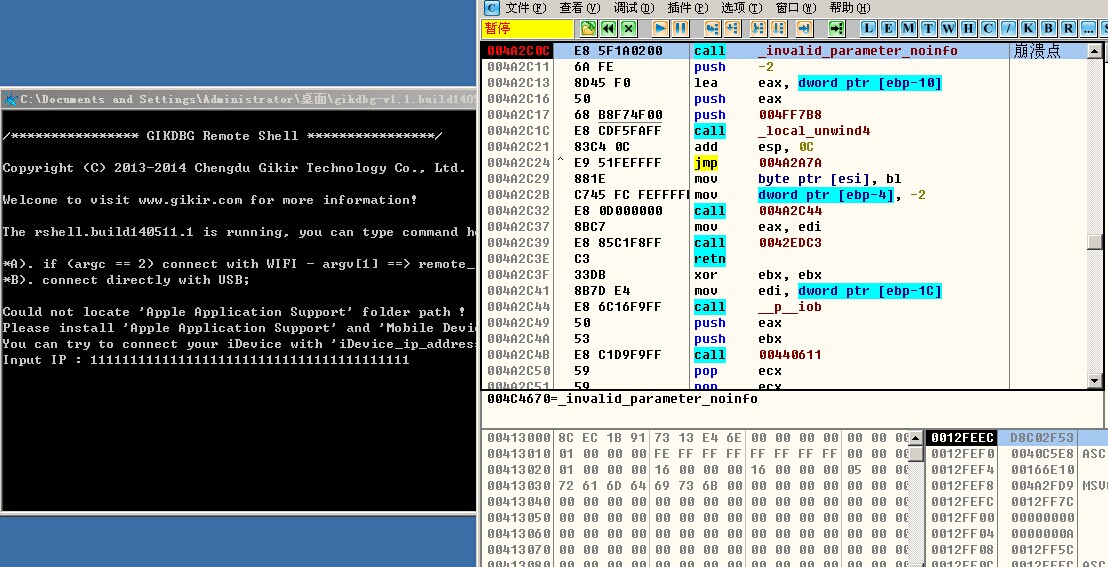 C:\Documents and Settings\Administrator\桌面\gikdbg-v1.1.build1405
/**************** GIKDBG Remote Shell ****************/
Copyright (C) 2013-2014 Chengdu Gikir Technology Co., Ltd.
Welcome to visit www.gikir.com for more information!
The rshell.build140511.1 is running, you can type command he
*A). if (argc == 2) connect with WIFI - argv[1] ==> remote_
*B). connect directly with USB;
Could not locate 'Apple Application Support' folder path !
Please install 'Apple Application Support' and 'Mobile Devi
You can try to connect your iDevice with 'iDevice_ip_addres
Input IP : 1111111111111111111111111111111111111111
C 文件(F) 查看(V) 调试(D) 插件(P) 选项(T) 窗口(W) 帮助(H)
暂停 L E M T W H C / K B R ... S
004A2C0C E8 5F1A0200 call _invalid_parameter_noinfo 崩溃点
004A2C11 6A FE push -2
004A2C13 8D45 F0 lea eax, dword ptr [ebp-10]
004A2C16 50 push eax
004A2C17 68 B8F74F00 push 004FF7B8
004A2C1C E8 CDF5FAFF call _local_unwind4
004A2C21 83C4 0C add esp, 0C
004A2C24 ^ E9 51FEFFFF jmp 004A2A7A
004A2C29 881E mov byte ptr [esi], bl
004A2C2B C745 FC FEFFFFF mov dword ptr [ebp-4], -2
004A2C32 E8 0D000000 call 004A2C44
004A2C37 8BC7 mov eax, edi
004A2C39 E8 85C1F8FF call 0042EDC3
004A2C3E C3 retn
004A2C3F 33DB xor ebx, ebx
004A2C41 8B7D E4 mov edi, dword ptr [ebp-1C]
004A2C44 E8 6C16F9FF call __p__iob
004A2C49 50 push eax
004A2C4A 53 push ebx
004A2C4B E8 C1D9F9FF call 00440611
004A2C50 59 pop ecx
004A2C51 59 pop ecx
004C4670=_invalid_parameter_noinfo
00413000 8C EC 1B 91 73 13 E4 6E 00 00 00 00 00 00 00
00413010 01 00 00 00 FE FF FF FF FF FF FF FF 00 00 00
00413020 01 00 00 00 16 00 00 00 16 00 00 00 05 00 00
00413030 72 61 6D 64 69 73 6B 00 00 00 00 00 00 00 00
00413040 00 00 00 00 00 00 00 00 00 00 00 00 00 00 00
00413050 00 00 00 00 00 00 00 00 00 00 00 00 00 00 00
00413060 00 00 00 00 00 00 00 00 00 00 00 00 00 00 00
00413070 00 00 00 00 00 00 00 00 00 00 00 00 00 00 00
00413080 00 00 00 00 00 00 00 00 00 00 00 00 00 00 00
0012FEEC D8C02F53
0012FEF0 0040C5E8 ASC
0012FEF4 00166E10
0012FEF8 004A2FD9 MSV
0012FEFC 0012FF7C
0012FF00 00000000
0012FF04 0000000A
0012FF08 0012FF5C